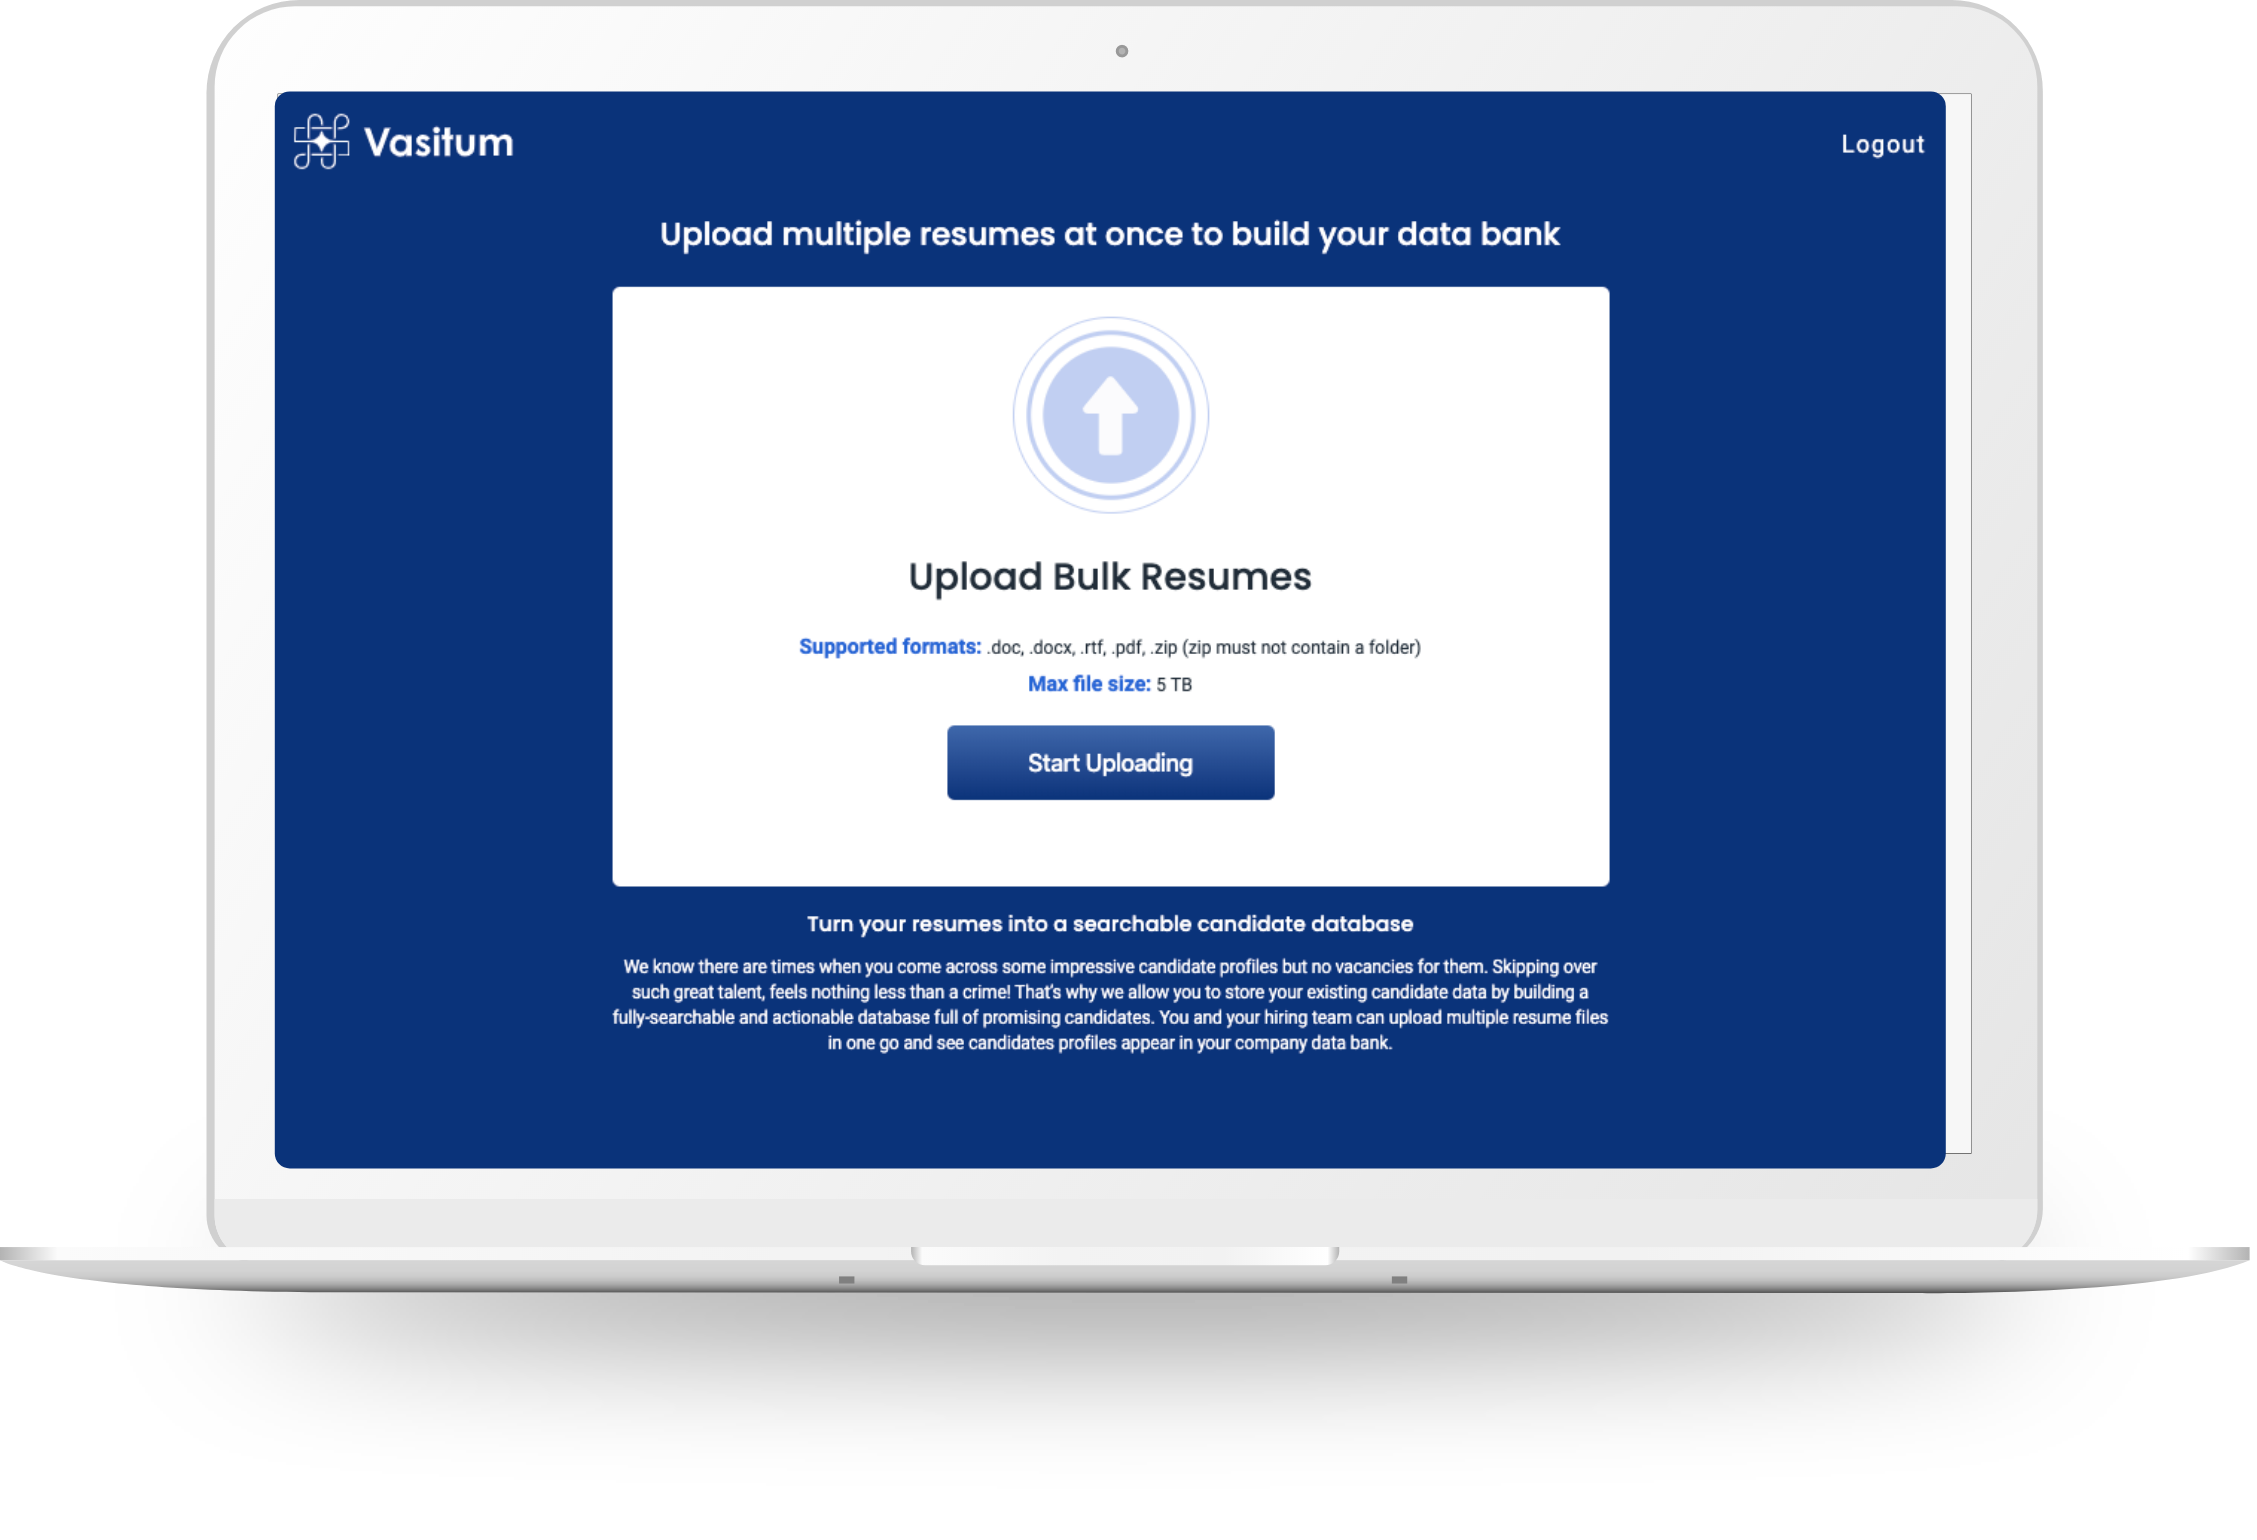 Vasitum
Logout
Upload multiple resumes at once to build your data bank
Upload Bulk Resumes
Supported formats: .doc, .docx, .rtf, .pdf, .zip (zip must not contain a folder)
Max file size: 5 TB
Start Uploading
Turn your resumes into a searchable candidate database
We know there are times when you come across some impressive candidate profiles but no vacancies for them. Skipping over
such great talent, feels nothing less than a crime! That's why we allow you to store your existing candidate data by building a
fully-searchable and actionable database full of promising candidates. You and your hiring team can upload multiple resume files
in one go and see candidates profiles appear in your company data bank.